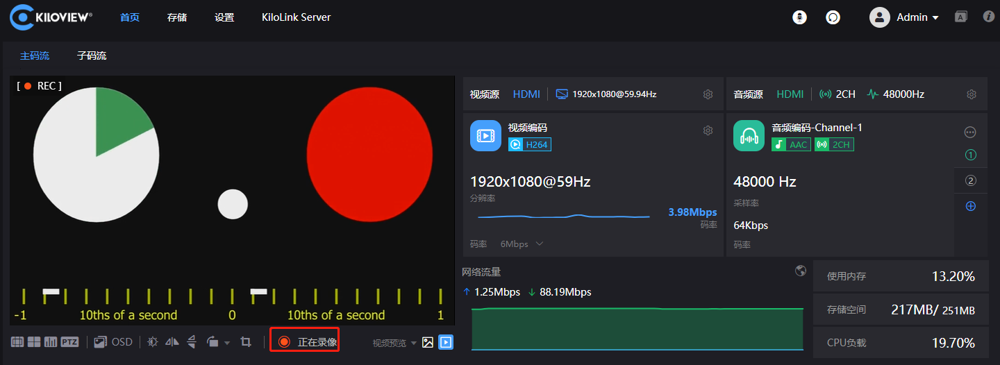 KILOVIEW® 首页 存储 设置 KiloLink Server Admin A i
主码流 子码流
[ REC ]
-1 10ths of a second 0 10ths of a second 1
PTZ OSD 正在录像 视频预览
视频源 HDMI 1920x1080@59.94Hz
视频编码
H264
1920x1080@59Hz
分辨率
3.98Mbps
码率
码率 6Mbps
音频源 HDMI 2CH 48000Hz
音频编码-Channel-1
AAC 2CH
48000 Hz
采样率
64Kbps
码率
1
2
网络流量
1.25Mbps 88.19Mbps
使用内存 13.20%
存储空间 217MB/ 251MB
CPU负载 19.70%